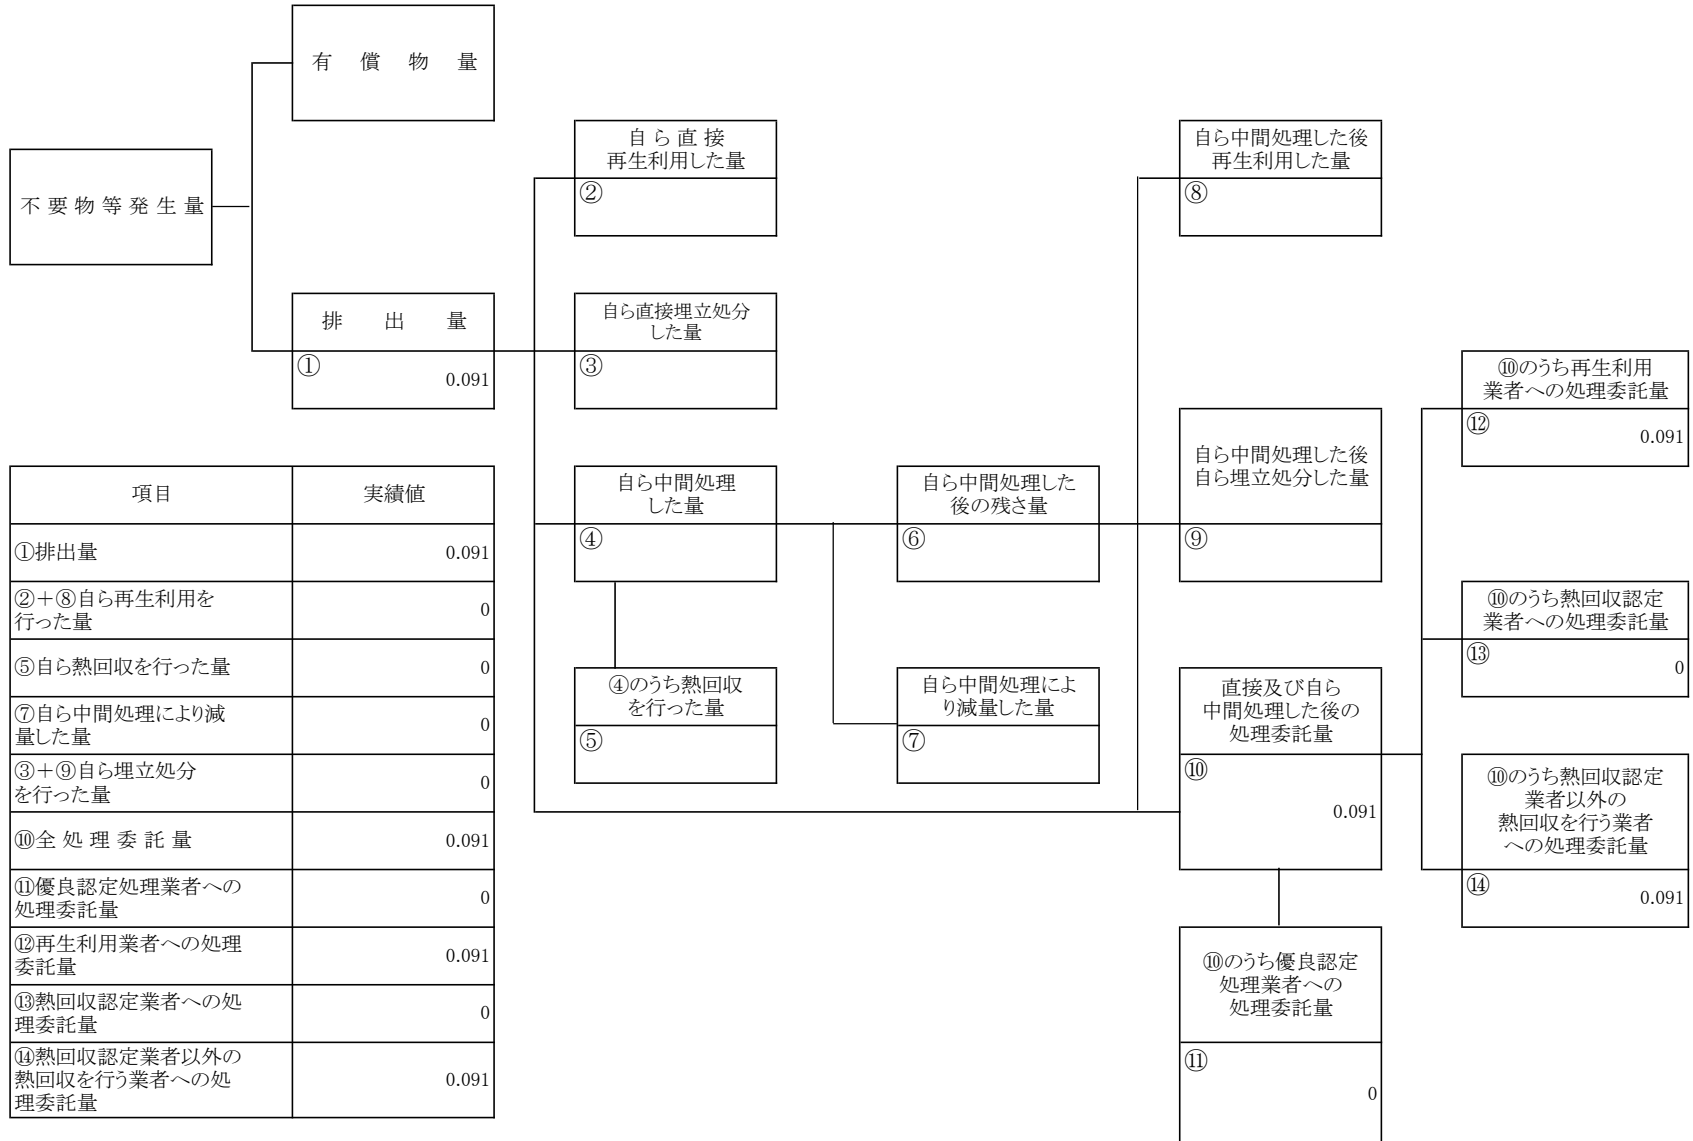 有 償 物 量
不 要 物 等 発 生 量
排 出 量
①
0.091
自 ら 直 接
再生利用した量
②
自ら直接埋立処分
した量
③
自ら中間処理
した量
④
④のうち熱回収
を行った量
⑤
自ら中間処理した
後の残さ量
⑥
自ら中間処理によ
り減量した量
⑦
自ら中間処理した後
再生利用した量
⑧
自ら中間処理した後
自ら埋立処分した量
⑨
直接及び自ら
中間処理した後の
処理委託量
⑩
0.091
⑩のうち優良認定
処理業者への
処理委託量
⑪
0
⑩のうち再生利用
業者への処理委託量
⑫
0.091
⑩のうち熱回収認定
業者への処理委託量
⑬
0
⑩のうち熱回収認定
業者以外の
熱回収を行う業者
への処理委託量
⑭
0.091
項目 実績値
①排出量 0.091
②＋⑧自ら再生利用を
行った量 0
⑤自ら熱回収を行った量 0
⑦自ら中間処理により減
量した量 0
③＋⑨自ら埋立処分
を行った量 0
⑩全 処 理 委 託 量 0.091
⑪優良認定処理業者への
処理委託量 0
⑫再生利用業者への処理
委託量 0.091
⑬熱回収認定業者への処
理委託量 0
⑭熱回収認定業者以外の
熱回収を行う業者への処
理委託量 0.091